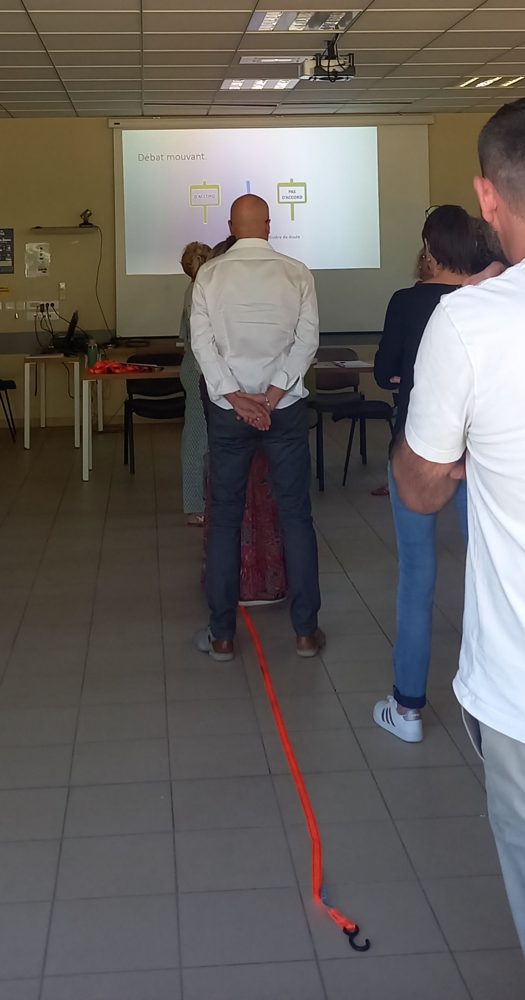 Débat mouvant.
D'ACCORD
PAS
D'ACCORD
Rivière de doute